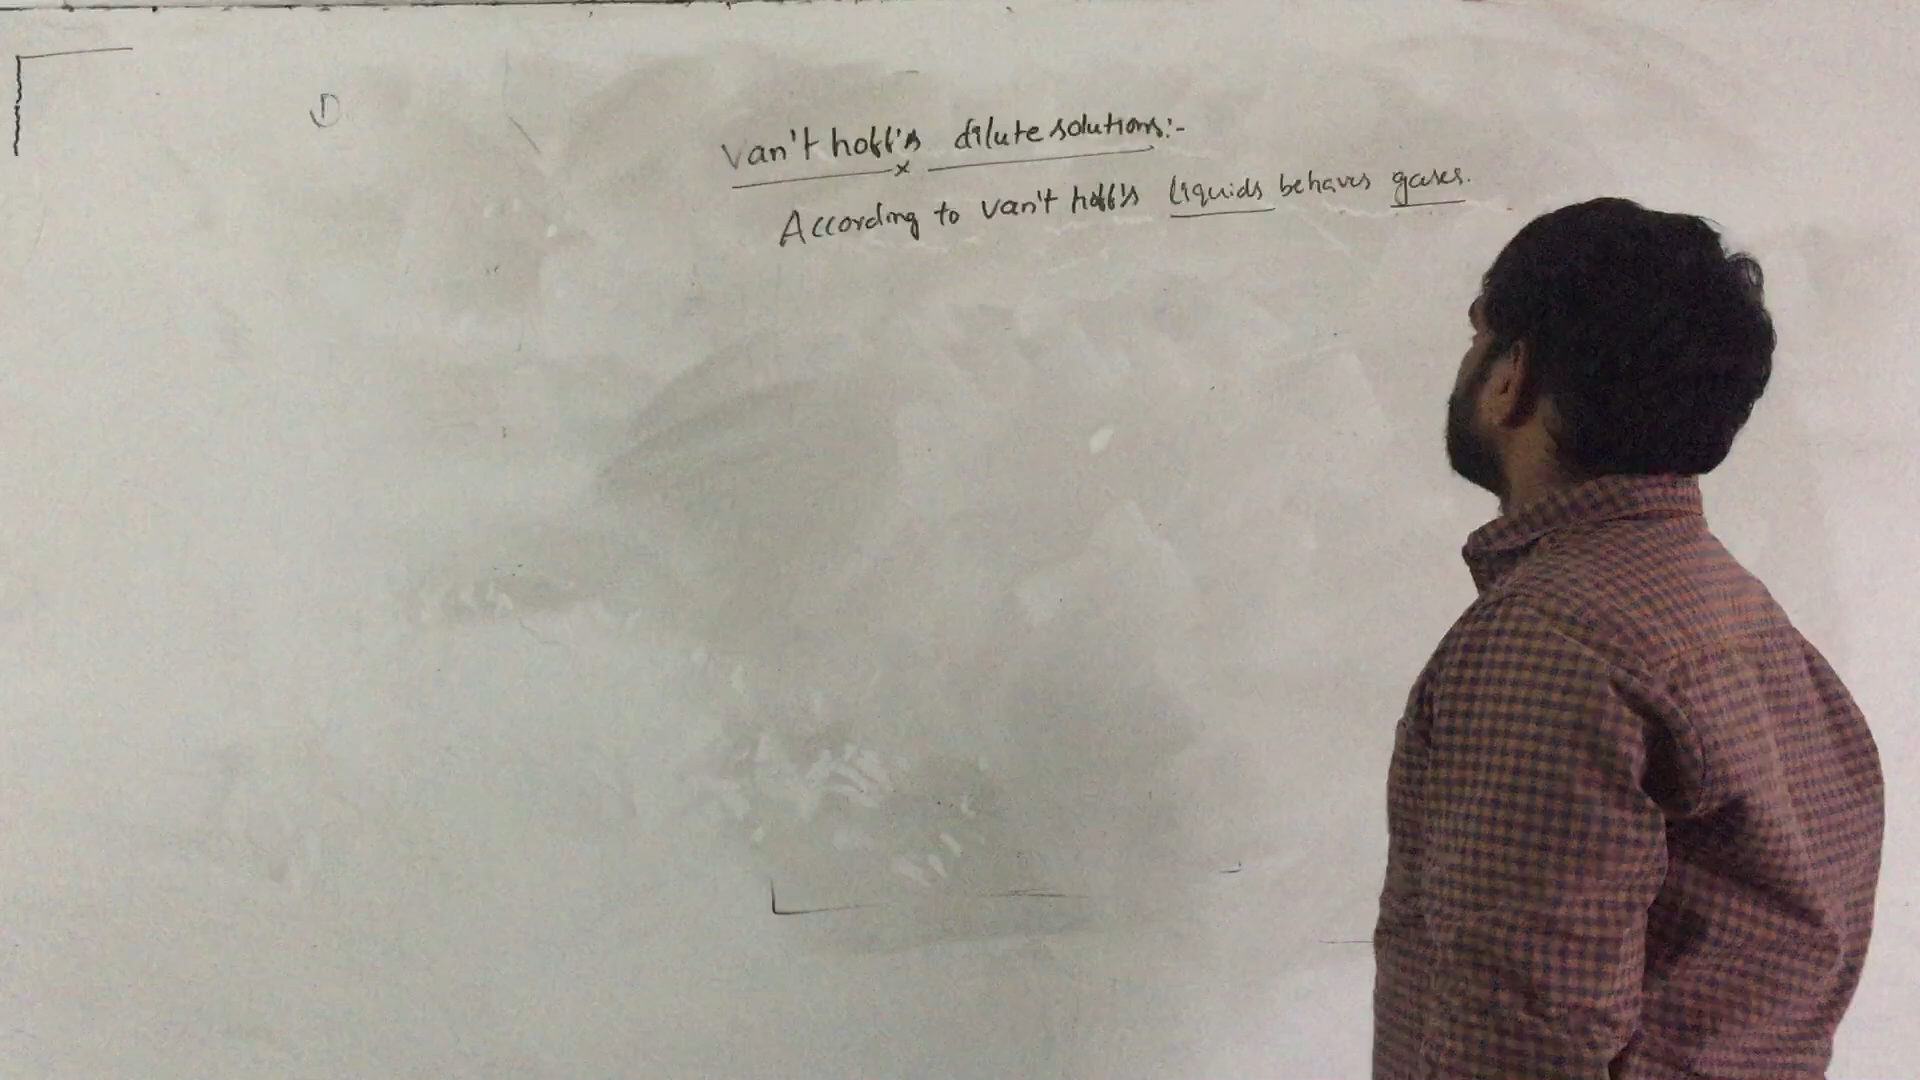 Van't hoff's dilute solutions:-
According to van't hoff's liquids behaves gases.